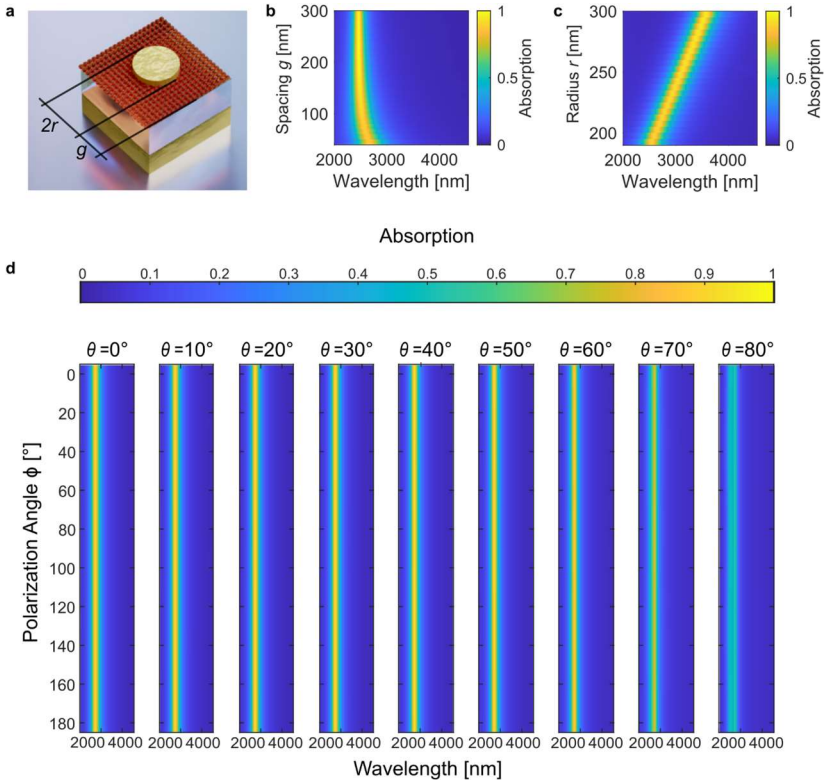 a
2r
g
b
Spacing g [nm]
300
200
100
2000 3000 4000
Wavelength [nm]
1
0.5
0
Absorption
c
Radius r [nm]
300
250
200
2000 3000 4000
Wavelength [nm]
1
0.5
0
Absorption
Absorption
d
0 0.1 0.2 0.3 0.4 0.5 0.6 0.7 0.8 0.9 1
θ=0° θ=10° θ=20° θ=30° θ=40° θ=50° θ=60° θ=70° θ=80°
Polarization Angle ϕ [°]
0
20
40
60
80
100
120
140
160
180
2000 4000 2000 4000 2000 4000 2000 4000 2000 4000 2000 4000 2000 4000 2000 4000 2000 4000
Wavelength [nm]